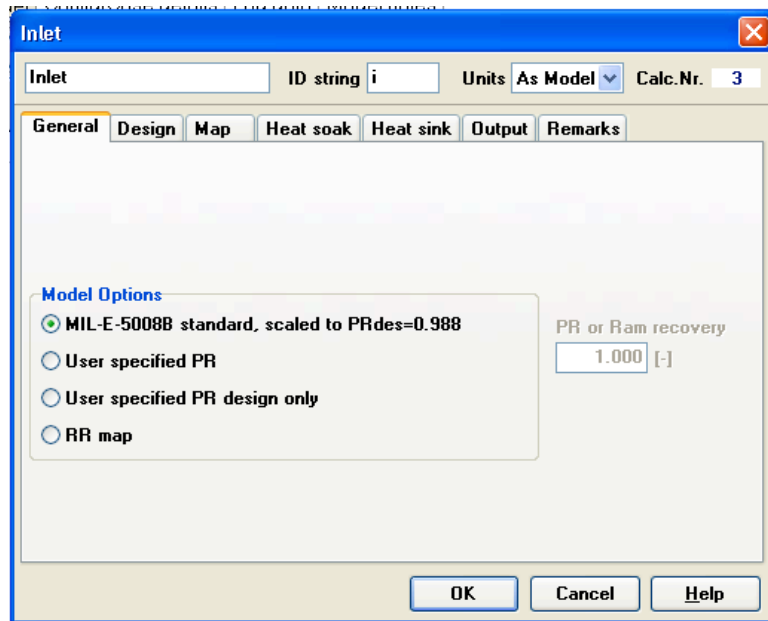 Inlet
Inlet ID string i Units As Model Calc.Nr. 3
General Design Map Heat soak Heat sink Output Remarks
Model Options
MIL-E-5008B standard, scaled to PRdes=0.988
PR or Ram recovery
User specified PR
1.000 [-]
User specified PR design only
RR map
OK Cancel Help